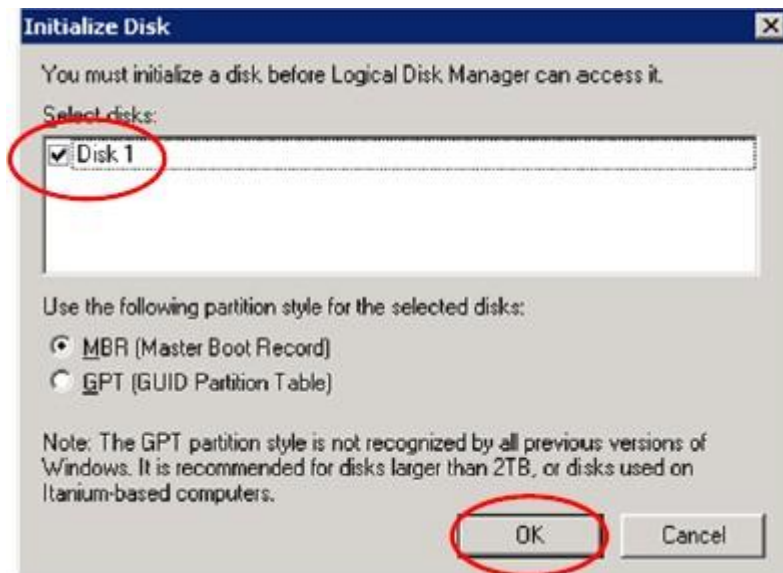 Initialize Disk
You must initialize a disk before Logical Disk Manager can access it.
Select disks:
Disk 1
Use the following partition style for the selected disks:
MBR (Master Boot Record)
GPT (GUID Partition Table)
Note: The GPT partition style is not recognized by all previous versions of
Windows. It is recommended for disks larger than 2TB, or disks used on
Itanium-based computers.
OK Cancel